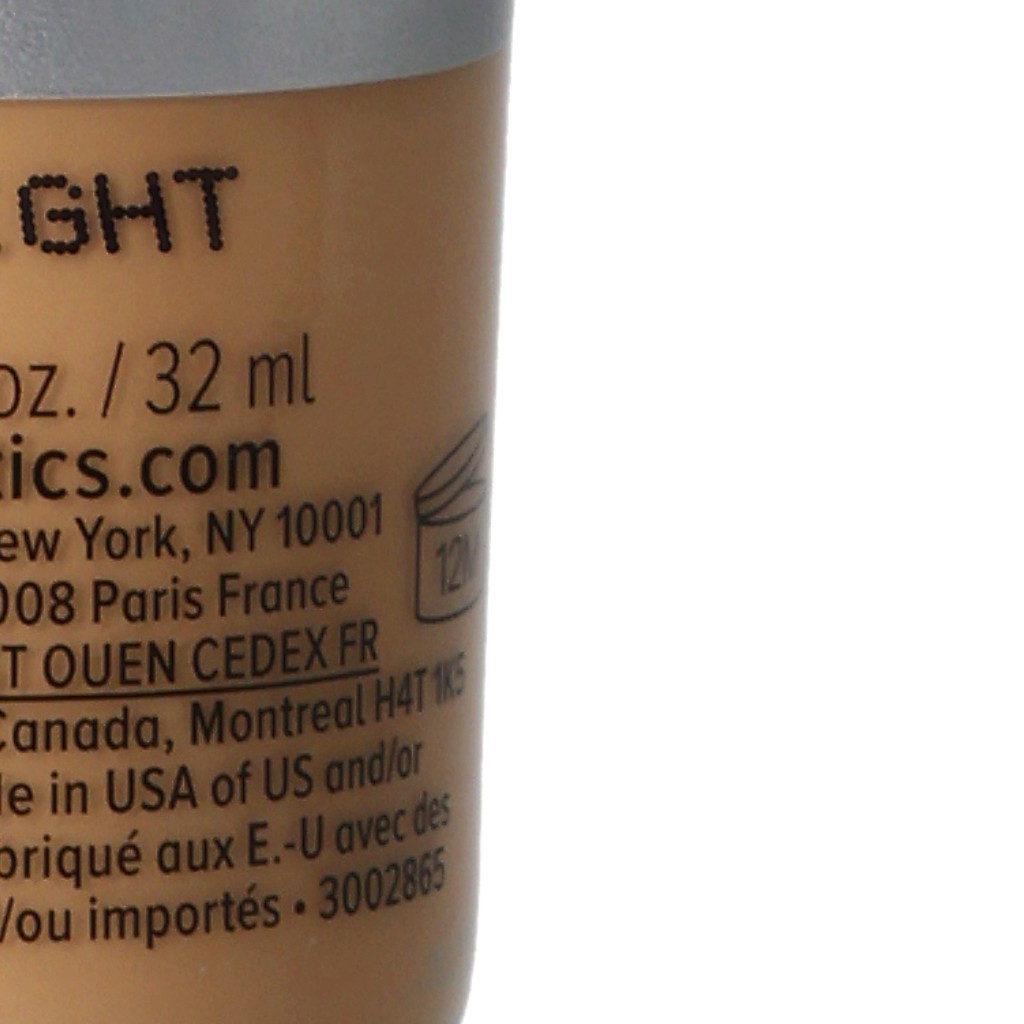 GHT
oz. / 32 ml
tics.com
ew York, NY 10001
12M
008 Paris France
T OUEN CEDEX FR
Canada, Montreal H4T 1K5
le in USA of US and/or
briqué aux E.-U avec des
/ou importés • 3002865